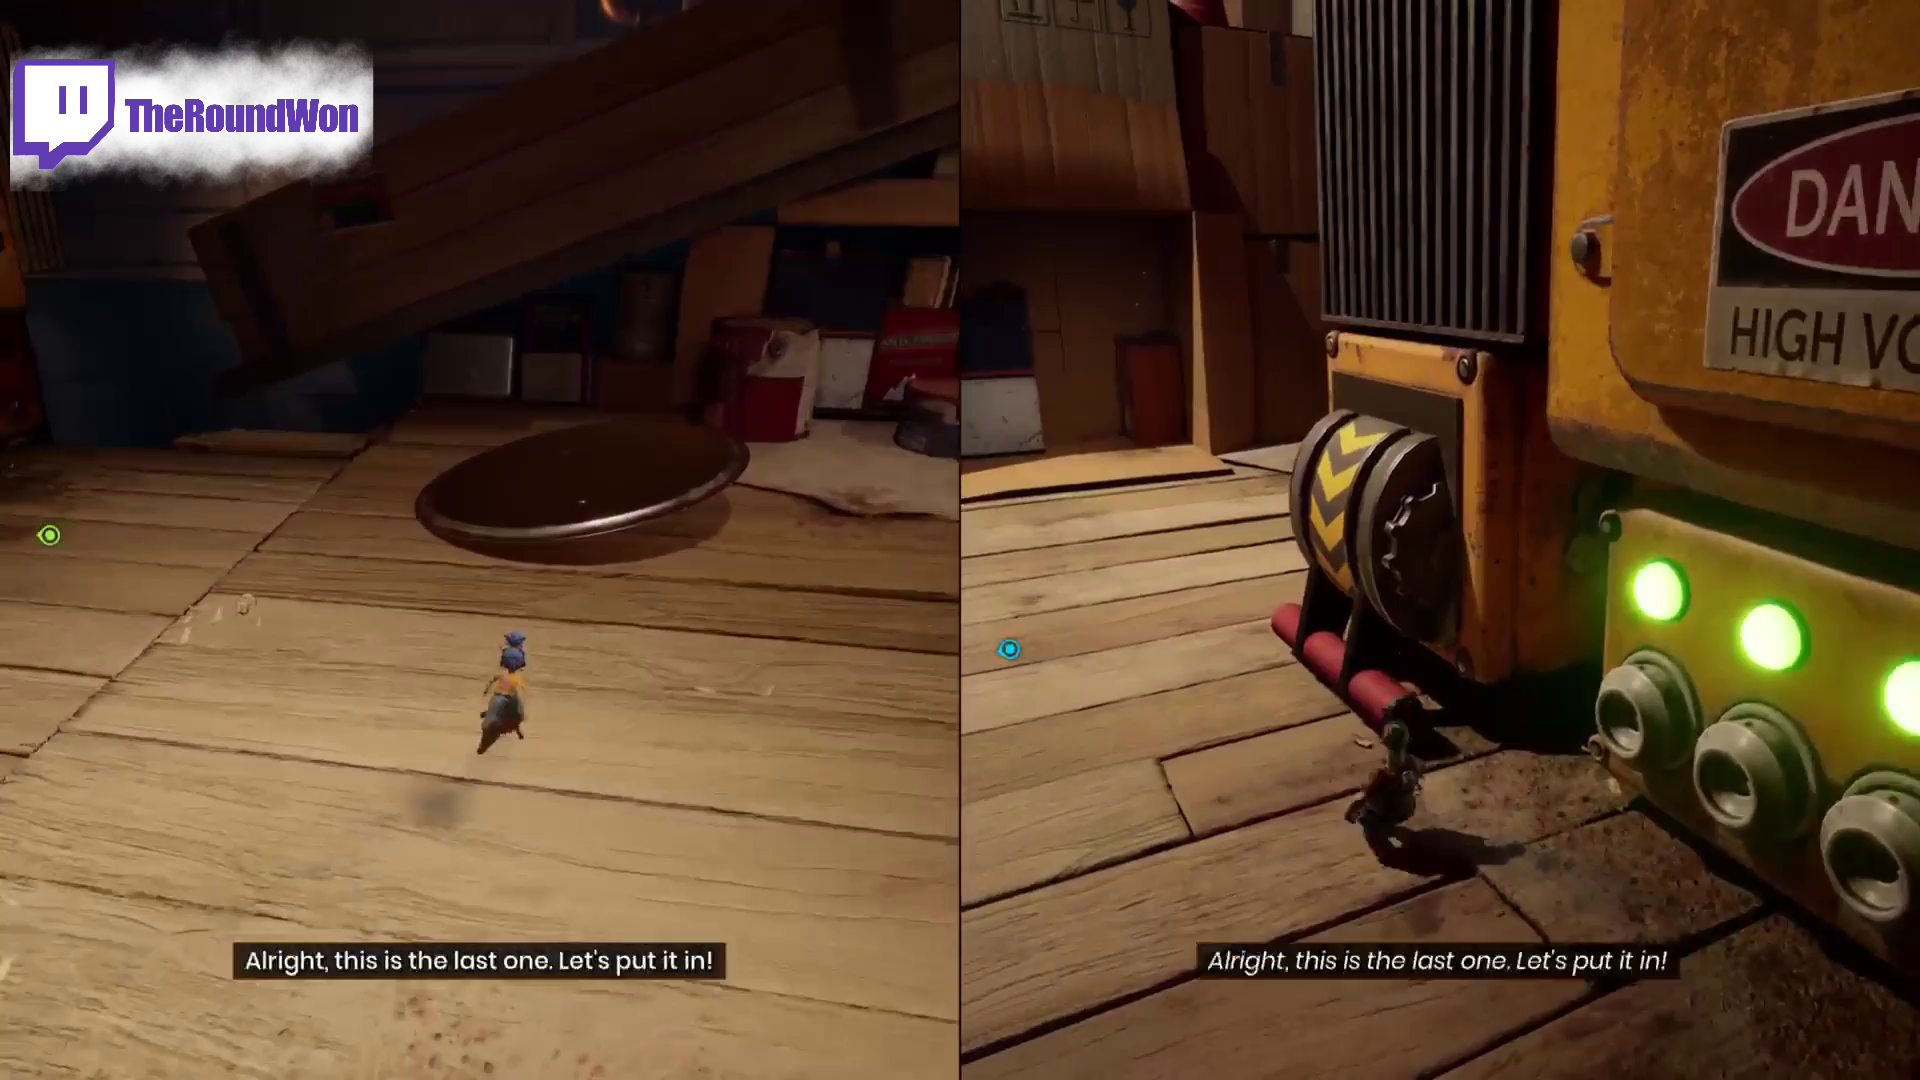 TheRoundWon
DAN
HIGH VO
Alright, this is the last one. Let's put it in!
Alright, this is the last one. Let's put it in!